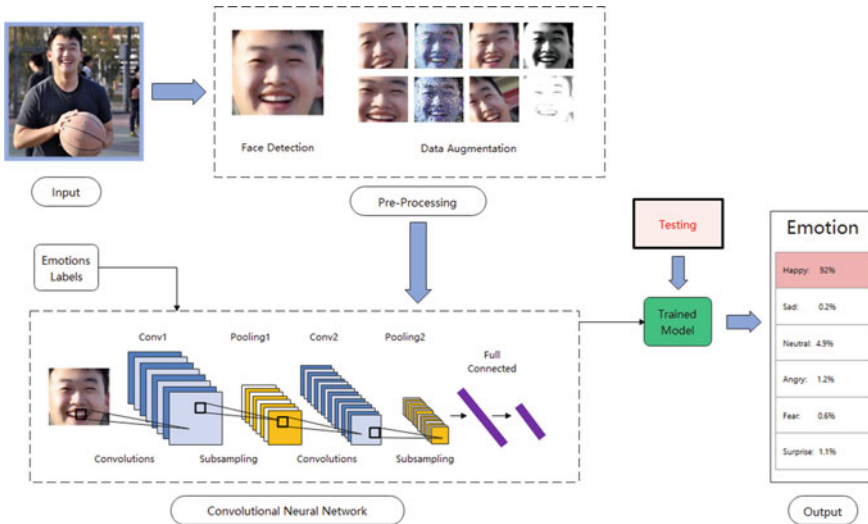 Face Detection
Data Augmentation
Input
Pre-Processing
Testing
Emotion
Emotions
Labels
Happy: 92%
Sad: 0.2%
Neutral: 4.9%
Angry: 1.2%
Fear: 0.6%
Surprise: 1.1%
Trained
Model
Conv1
Pooling1
Conv2
Pooling2
Full
Connected
Convolutions
Subsampling
Convolutions
Subsampling
Convolutional Neural Network
Output